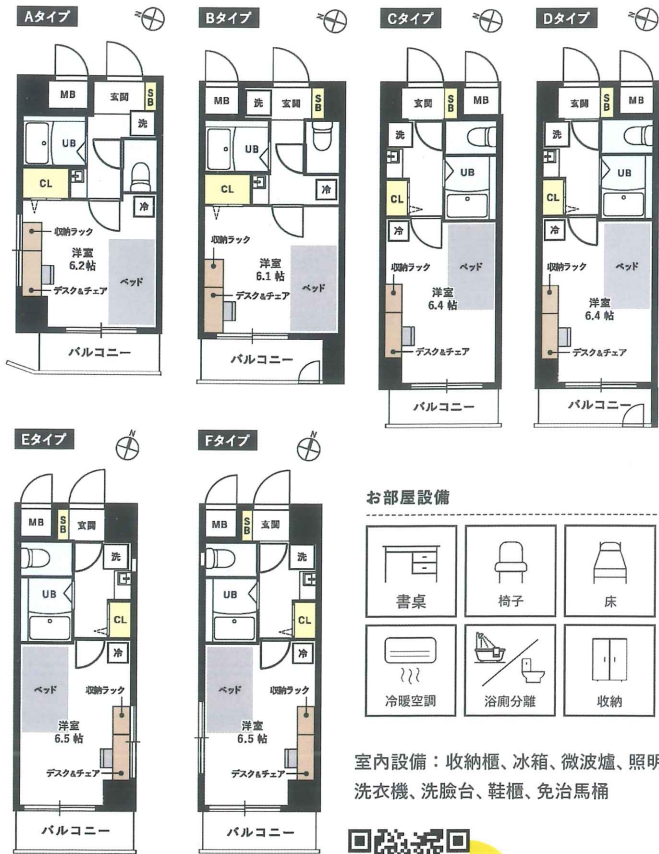 Aタイプ
N
MB
玄関
SB
洗
UB
CL
冷
収納ラック
洋室
6.2帖
デスク&チェア
ベッド
バルコニー
Bタイプ
N
MB
洗
玄関
SB
UB
CL
冷
収納ラック
洋室
6.1帖
デスク&チェア
ベッド
バルコニー
Cタイプ
N
玄関
SB
MB
洗
UB
CL
冷
収納ラック
ベッド
洋室
6.4帖
デスク&チェア
バルコニー
Dタイプ
N
玄関
SB
MB
洗
UB
CL
冷
収納ラック
ベッド
洋室
6.4帖
デスク&チェア
バルコニー
Eタイプ
N
MB
SB
玄関
洗
UB
CL
冷
ベッド
収納ラック
洋室
6.5帖
デスク&チェア
バルコニー
Fタイプ
N
MB
SB
玄関
洗
UB
CL
冷
ベッド
収納ラック
洋室
6.5帖
デスク&チェア
バルコニー
お部屋設備
書桌
椅子
床
冷暖空調
浴廁分離
收納
室內設備：收納櫃、冰箱、微波爐、照明
洗衣機、洗臉台、鞋櫃、免治馬桶